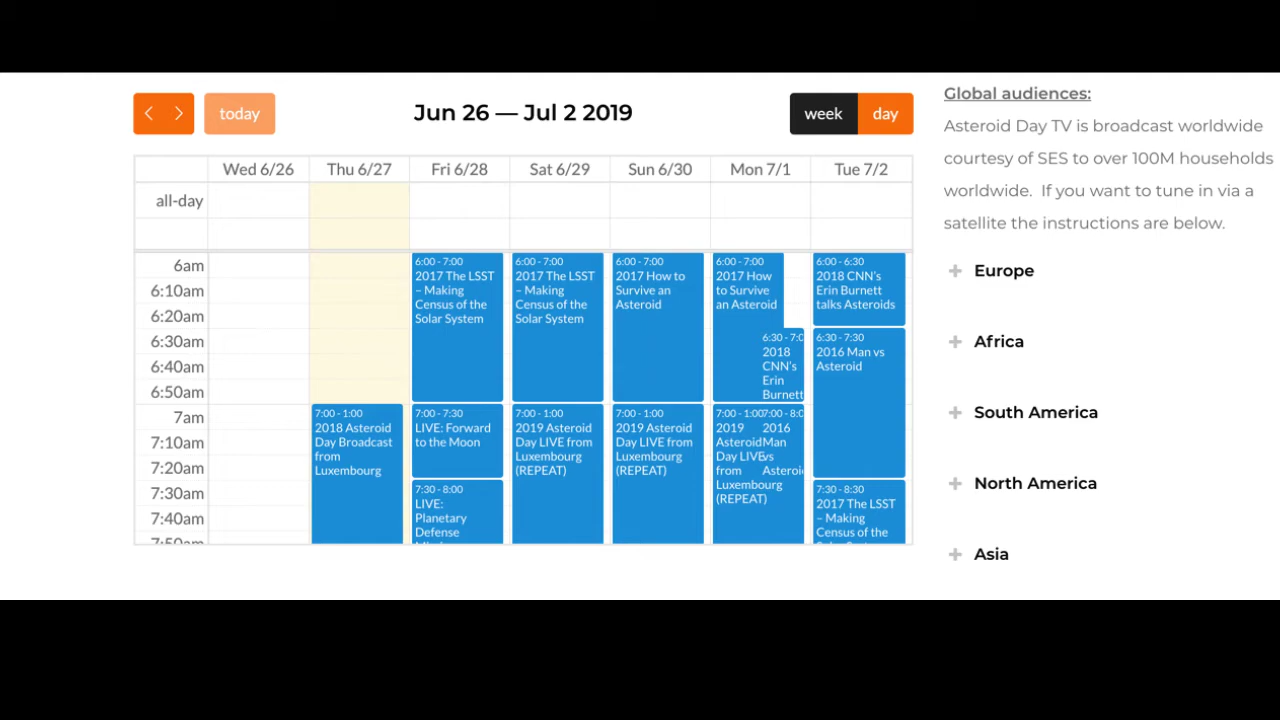 today
Jun 26 — Jul 2 2019
week
day
Wed 6/26
Thu 6/27
Fri 6/28
Sat 6/29
Sun 6/30
Mon 7/1
Tue 7/2
all-day
6am
6:10am
6:20am
6:30am
6:40am
6:50am
7am
7:10am
7:20am
7:30am
7:40am
7:50am
7:00 - 1:00
2018 Asteroid
Day Broadcast
from
Luxembourg
6:00 - 7:00
2017 The LSST
– Making
Census of the
Solar System
7:00 - 7:30
LIVE: Forward
to the Moon
7:30 - 8:00
LIVE:
Planetary
Defense
6:00 - 7:00
2017 The LSST
– Making
Census of the
Solar System
7:00 - 1:00
2019 Asteroid
Day LIVE from
Luxembourg
(REPEAT)
6:00 - 7:00
2017 How to
Survive an
Asteroid
7:00 - 1:00
2019 Asteroid
Day LIVE from
Luxembourg
(REPEAT)
6:00 - 7:00
2017 How
to Survive
an Asteroid
6:30 - 7:0
2018
CNN's
Erin
Burnett
7:00 - 1:00
2019
Asteroid
Day LIVE
from
Luxembourg
(REPEAT)
7:00 - 8:0
2016
Man
vs
Asteroi
6:00 - 6:30
2018 CNN's
Erin Burnett
talks Asteroids
6:30 - 7:30
2016 Man vs
Asteroid
7:30 - 8:30
2017 The LSST
– Making
Census of the
Solar System
Global audiences:
Asteroid Day TV is broadcast worldwide
courtesy of SES to over 100M households
worldwide. If you want to tune in via a
satellite the instructions are below.
Europe
Africa
South America
North America
Asia